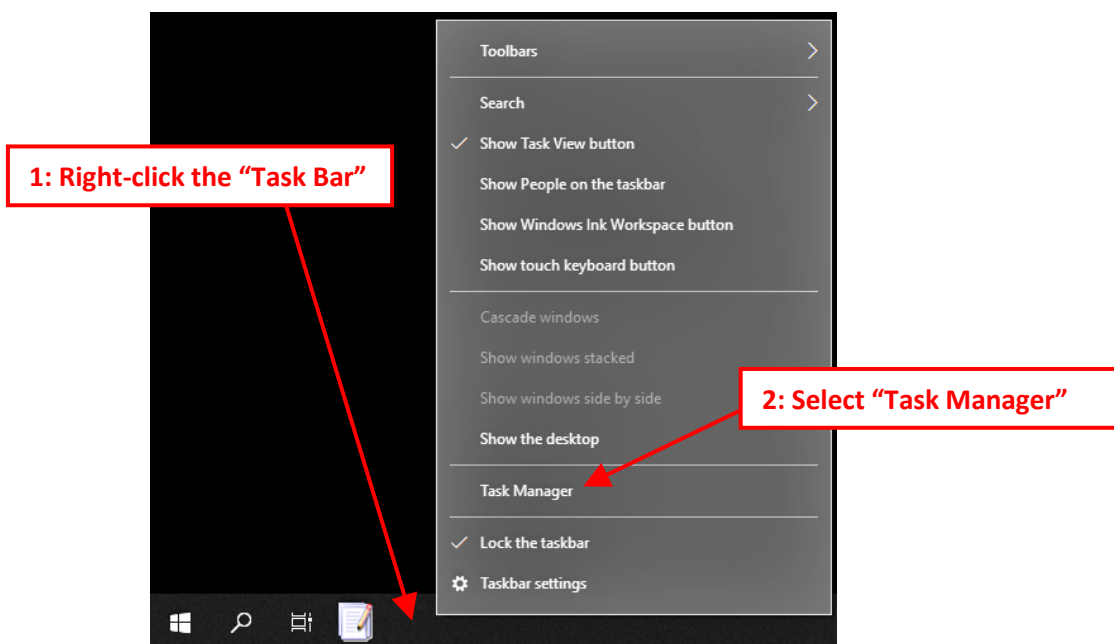 Toolbars
Search
Show Task View button
1: Right-click the “Task Bar”
Show People on the taskbar
Show Windows Ink Workspace button
Show touch keyboard button
Cascade windows
Show windows stacked
Show windows side by side
2: Select “Task Manager”
Show the desktop
Task Manager
Lock the taskbar
Taskbar settings